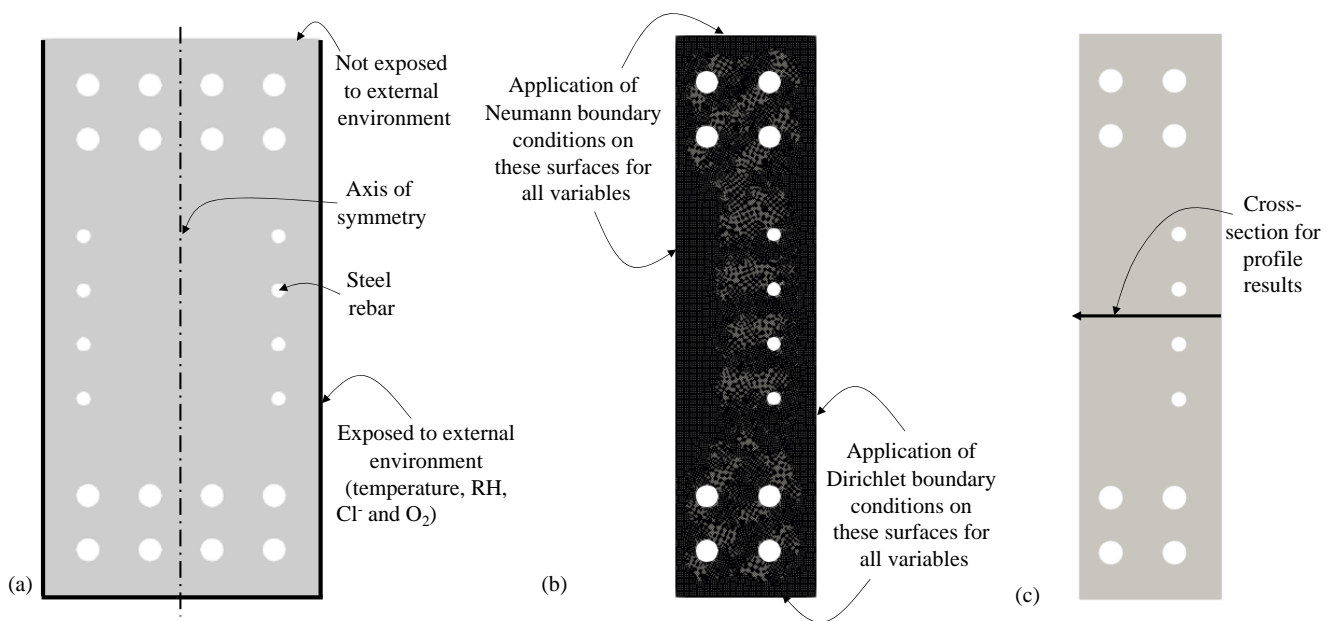 Not exposed
to external
environment
Axis of
symmetry
Steel
rebar
Exposed to external
environment
(temperature, RH,
Cl⁻ and O₂)
(a)
Application of
Neumann boundary
conditions on
these surfaces for
all variables
Application of
Dirichlet boundary
conditions on
these surfaces for
all variables
(b)
Cross-
section for
profile
results
(c)